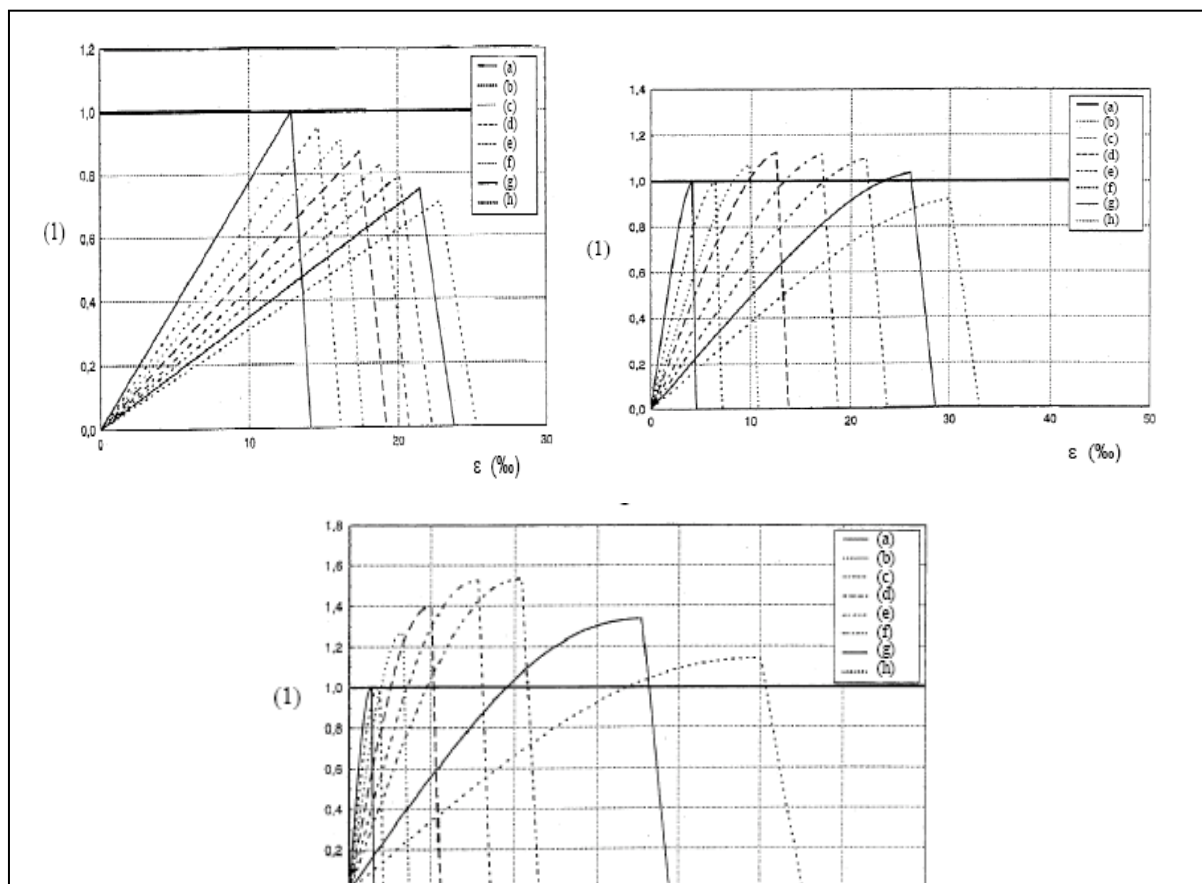 1,2
1,0
0,8
0,6
0,4
0,2
0,0
(1)
0
10
20
30
ε (‰)
(a)
(b)
(c)
(d)
(e)
(f)
(g)
(h)
1,4
1,2
1,0
0,8
0,6
0,4
0,2
0,0
(1)
0
10
20
30
40
50
ε (‰)
(a)
(b)
(c)
(d)
(e)
(f)
(g)
(h)
1,8
1,6
1,4
1,2
1,0
0,8
0,6
0,4
0,2
(1)
(a)
(b)
(c)
(d)
(e)
(f)
(g)
(h)